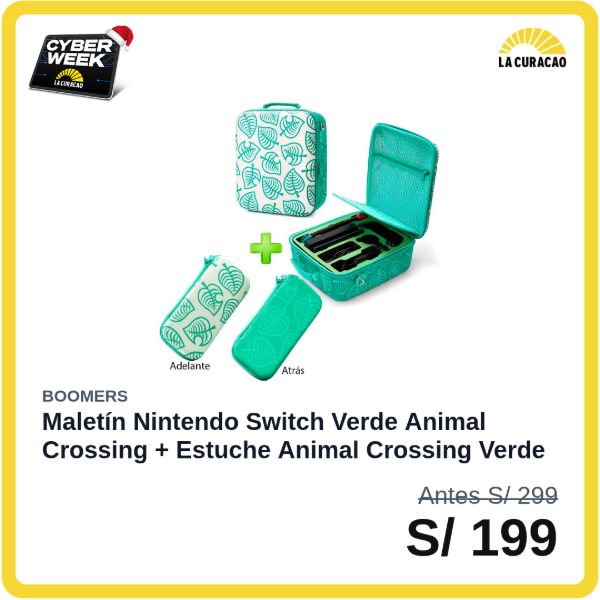 CYBER
WEEK
LA CURACAO
LA CURACAO
Adelante
Atrás
BOOMERS
Maletín Nintendo Switch Verde Animal
Crossing + Estuche Animal Crossing Verde
Antes S/ 299
S/ 199